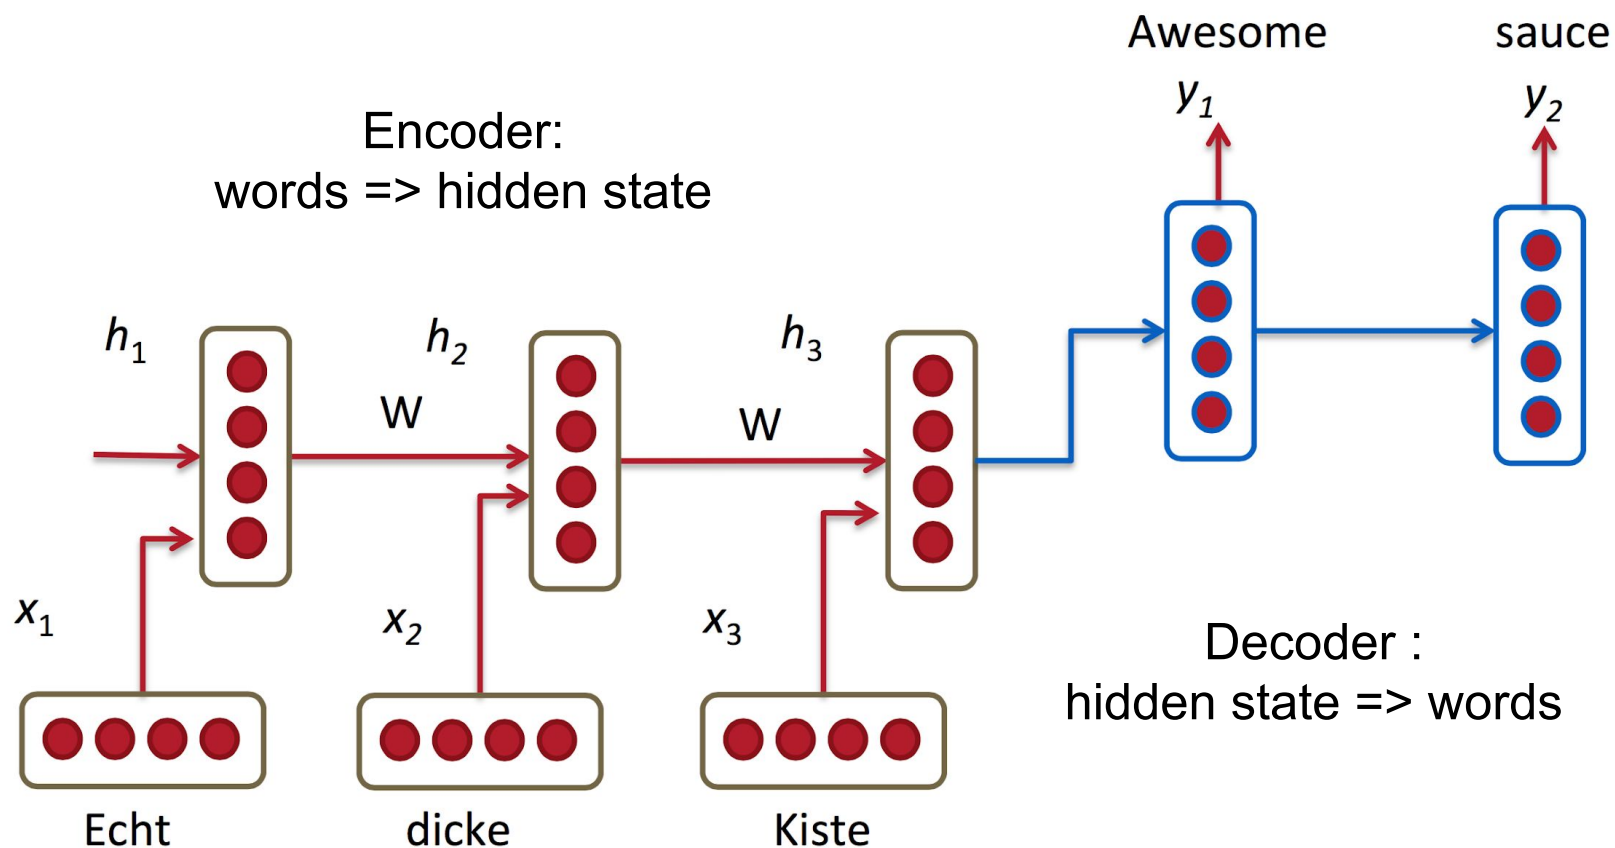 Awesome
sauce
y1
y2
Encoder:
words => hidden state
h1
h2
h3
W
W
x1
x2
x3
Decoder :
hidden state => words
Echt
dicke
Kiste